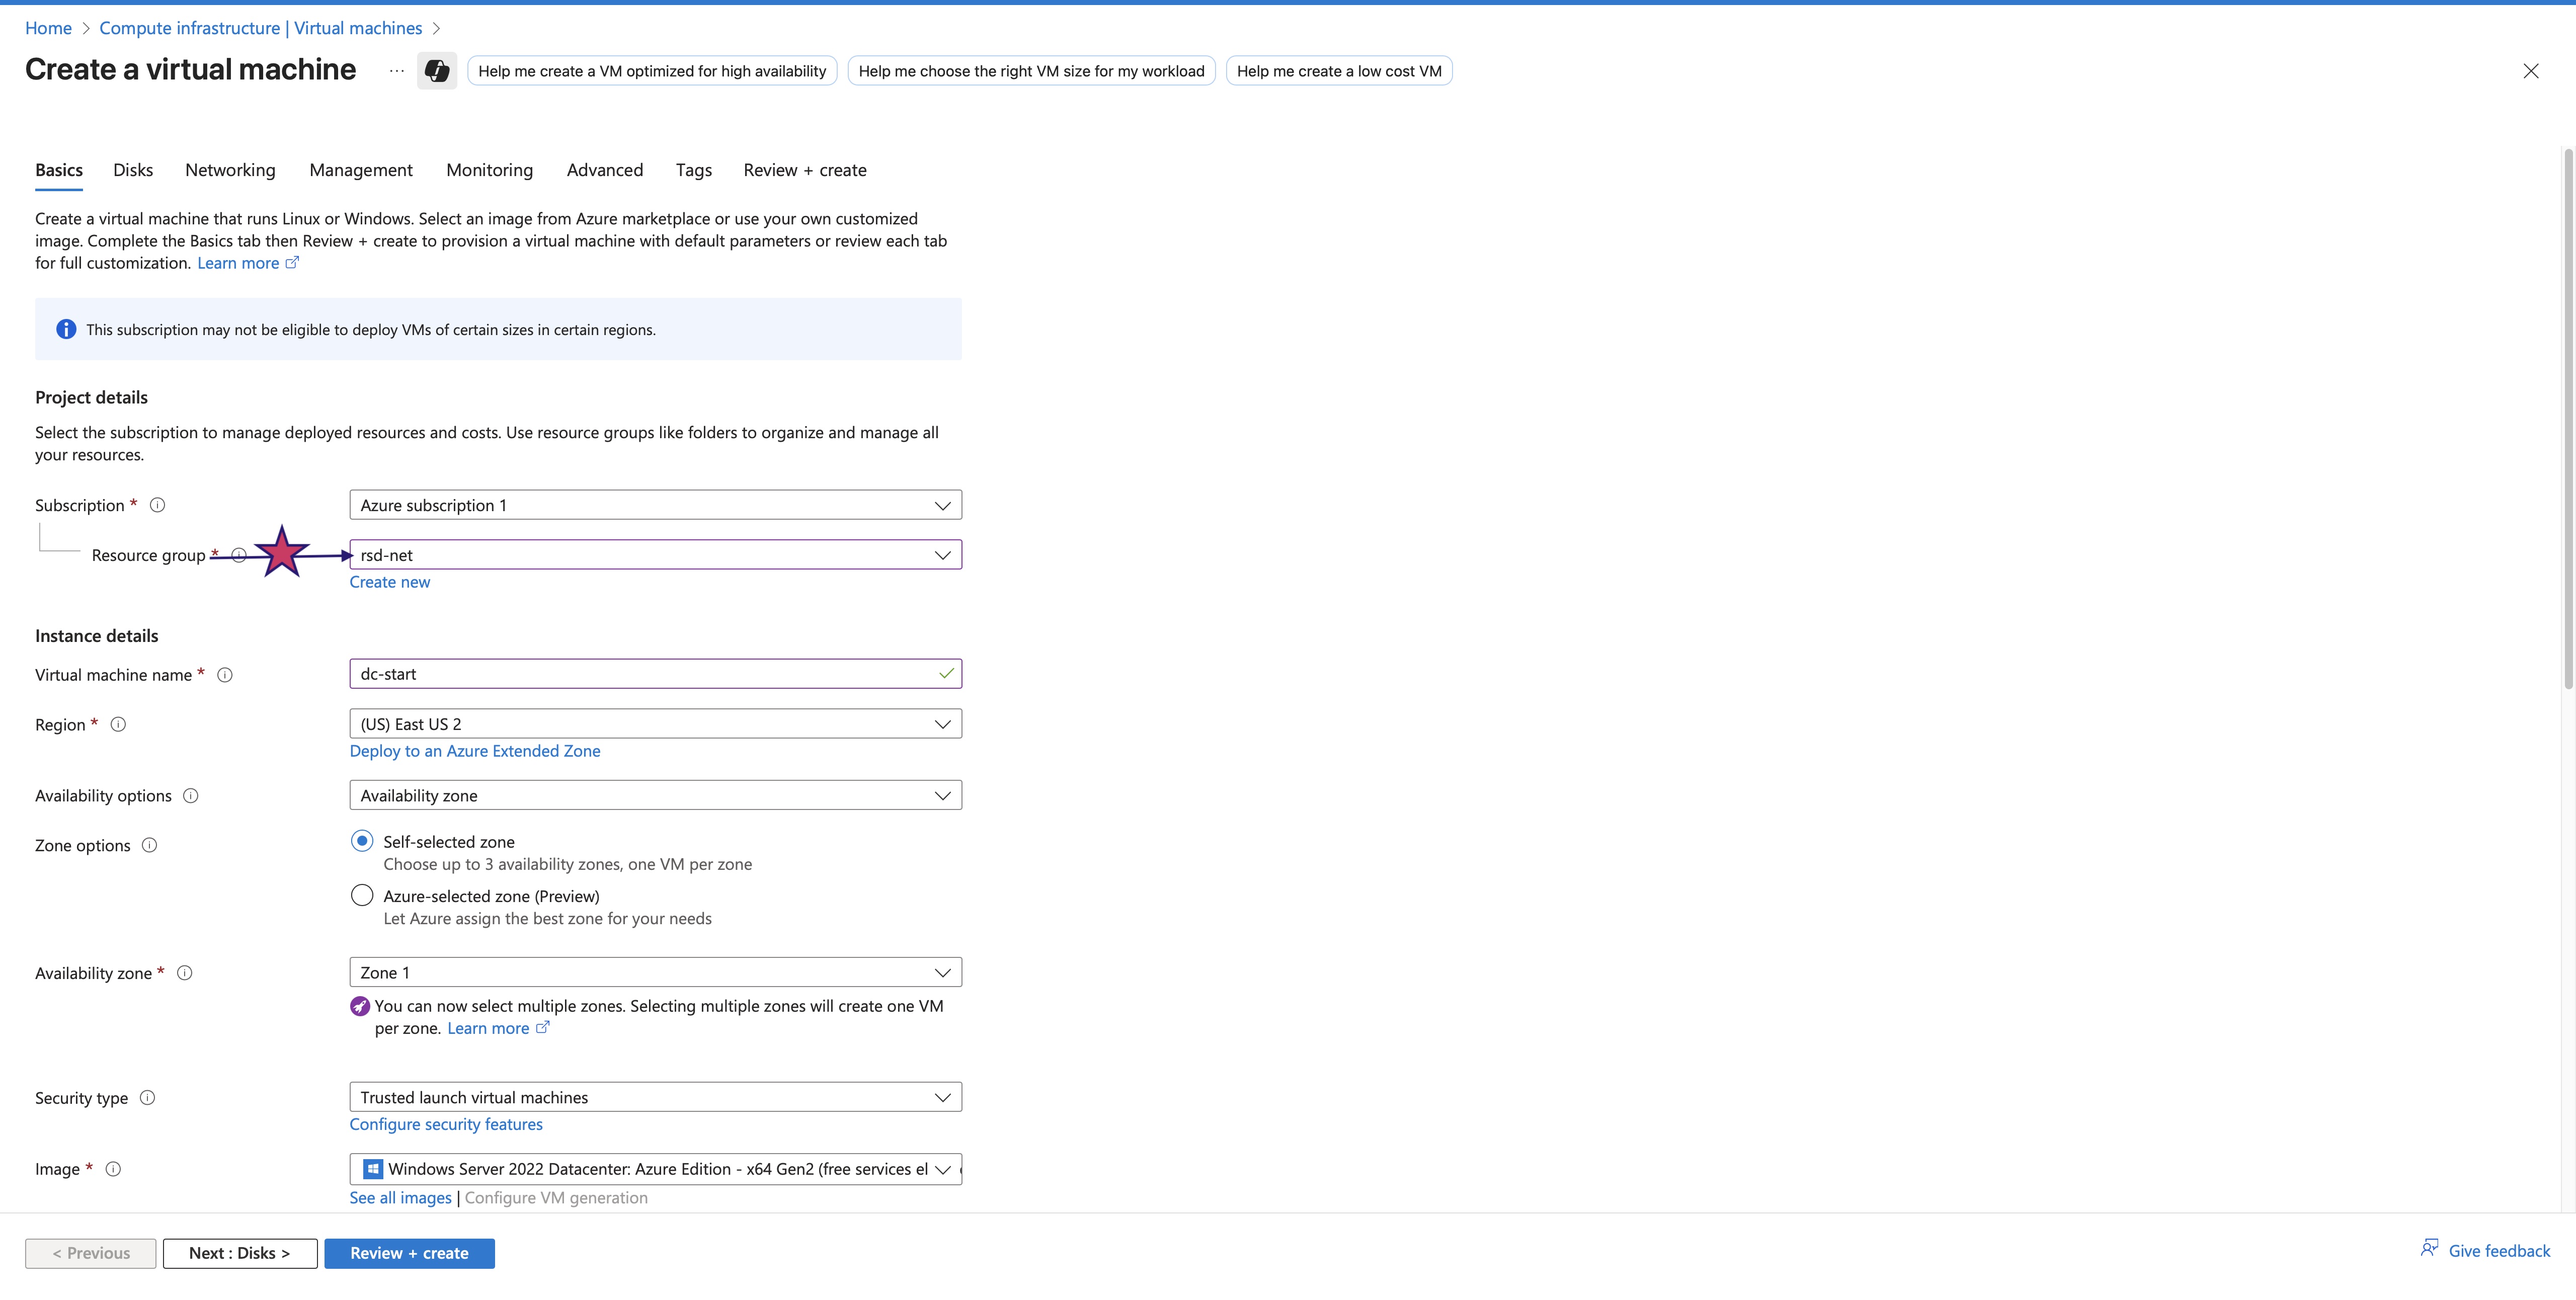 Home > Compute infrastructure | Virtual machines >
Create a virtual machine ... Help me create a VM optimized for high availability Help me choose the right VM size for my workload Help me create a low cost VM
Basics Disks Networking Management Monitoring Advanced Tags Review + create
Create a virtual machine that runs Linux or Windows. Select an image from Azure marketplace or use your own customized
image. Complete the Basics tab then Review + create to provision a virtual machine with default parameters or review each tab
for full customization. Learn more
This subscription may not be eligible to deploy VMs of certain sizes in certain regions.
Project details
Select the subscription to manage deployed resources and costs. Use resource groups like folders to organize and manage all
your resources.
Subscription * Azure subscription 1
Resource group * rsd-net
Create new
Instance details
Virtual machine name * dc-start
Region * (US) East US 2
Deploy to an Azure Extended Zone
Availability options Availability zone
Zone options Self-selected zone
Choose up to 3 availability zones, one VM per zone
Azure-selected zone (Preview)
Let Azure assign the best zone for your needs
Availability zone * Zone 1
You can now select multiple zones. Selecting multiple zones will create one VM
per zone. Learn more
Security type Trusted launch virtual machines
Configure security features
Image * Windows Server 2022 Datacenter: Azure Edition - x64 Gen2 (free services el
See all images | Configure VM generation
< Previous Next : Disks > Review + create Give feedback